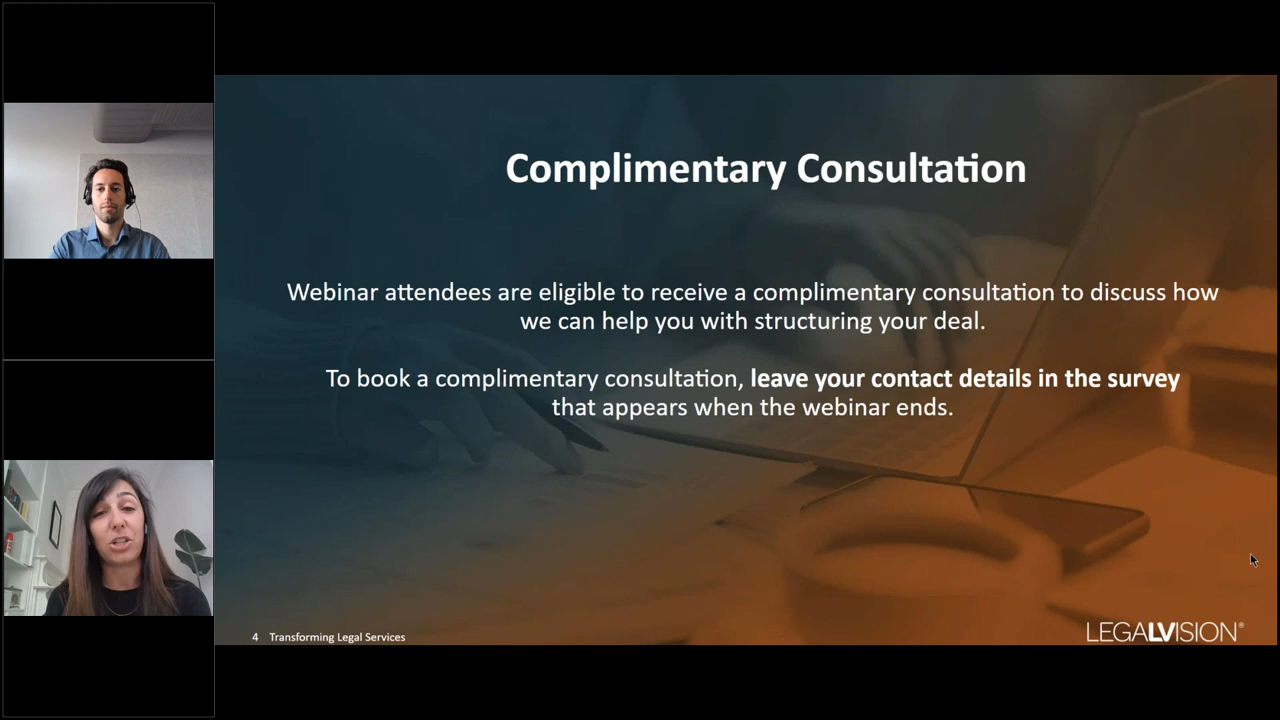 Complimentary Consultation
Webinar attendees are eligible to receive a complimentary consultation to discuss how
we can help you with structuring your deal.
To book a complimentary consultation, leave your contact details in the survey
that appears when the webinar ends.
4 Transforming Legal Services
LEGALVISION®